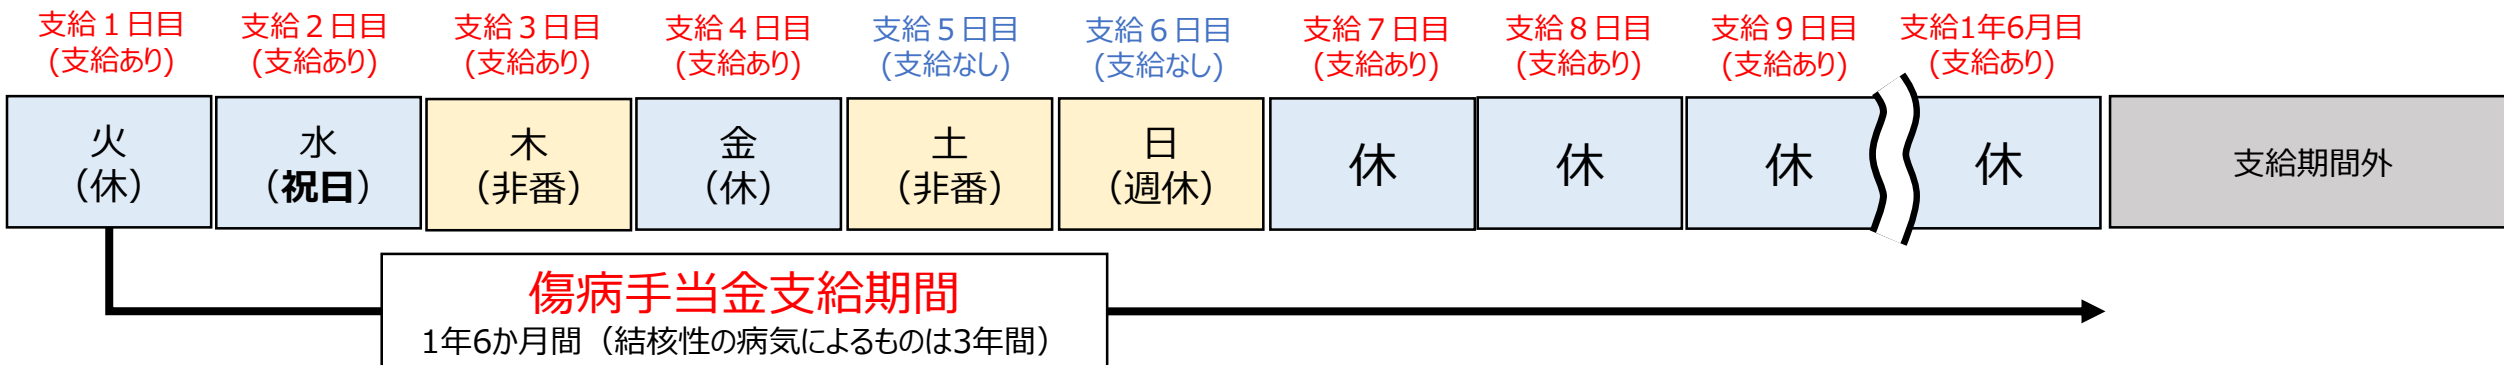 支給１日目
(支給あり)
支給２日目
(支給あり)
支給３日目
(支給あり)
支給４日目
(支給あり)
支給５日目
(支給なし)
支給６日目
(支給なし)
支給７日目
(支給あり)
支給８日目
(支給あり)
支給９日目
(支給あり)
支給1年6月目
(支給あり)
火
（休）
水
（祝日）
木
（非番）
金
（休）
土
（非番）
日
（週休）
休
休
休
休
支給期間外
傷病手当金支給期間
1年6か月間（結核性の病気によるものは3年間）